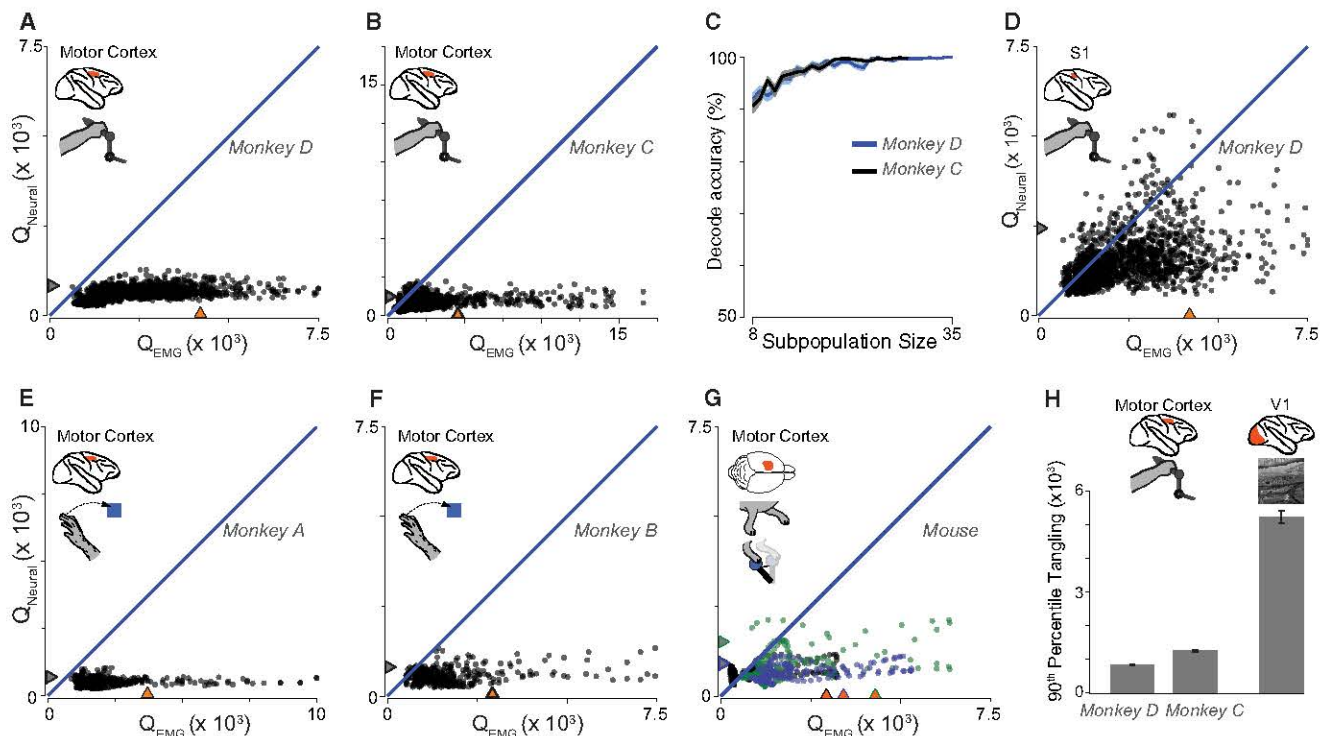 A
7.5
Motor Cortex
Monkey D
Q_Neural (x 10³)
0
0
7.5
Q_EMG (x 10³)
B
Motor Cortex
15
Monkey C
0
0
15
Q_EMG (x 10³)
C
100
Decode accuracy (%)
Monkey D
Monkey C
50
8
35
Subpopulation Size
D
7.5
S1
Monkey D
Q_Neural (x 10³)
0
0
7.5
Q_EMG (x 10³)
E
10
Motor Cortex
Monkey A
Q_Neural (x 10³)
0
0
10
Q_EMG (x 10³)
F
7.5
Motor Cortex
Monkey B
0
0
7.5
Q_EMG (x 10³)
G
7.5
Motor Cortex
Mouse
0
0
7.5
Q_EMG (x 10³)
H
Motor Cortex
V1
90th Percentile Tangling (x10³)
6
3
0
Monkey D
Monkey C